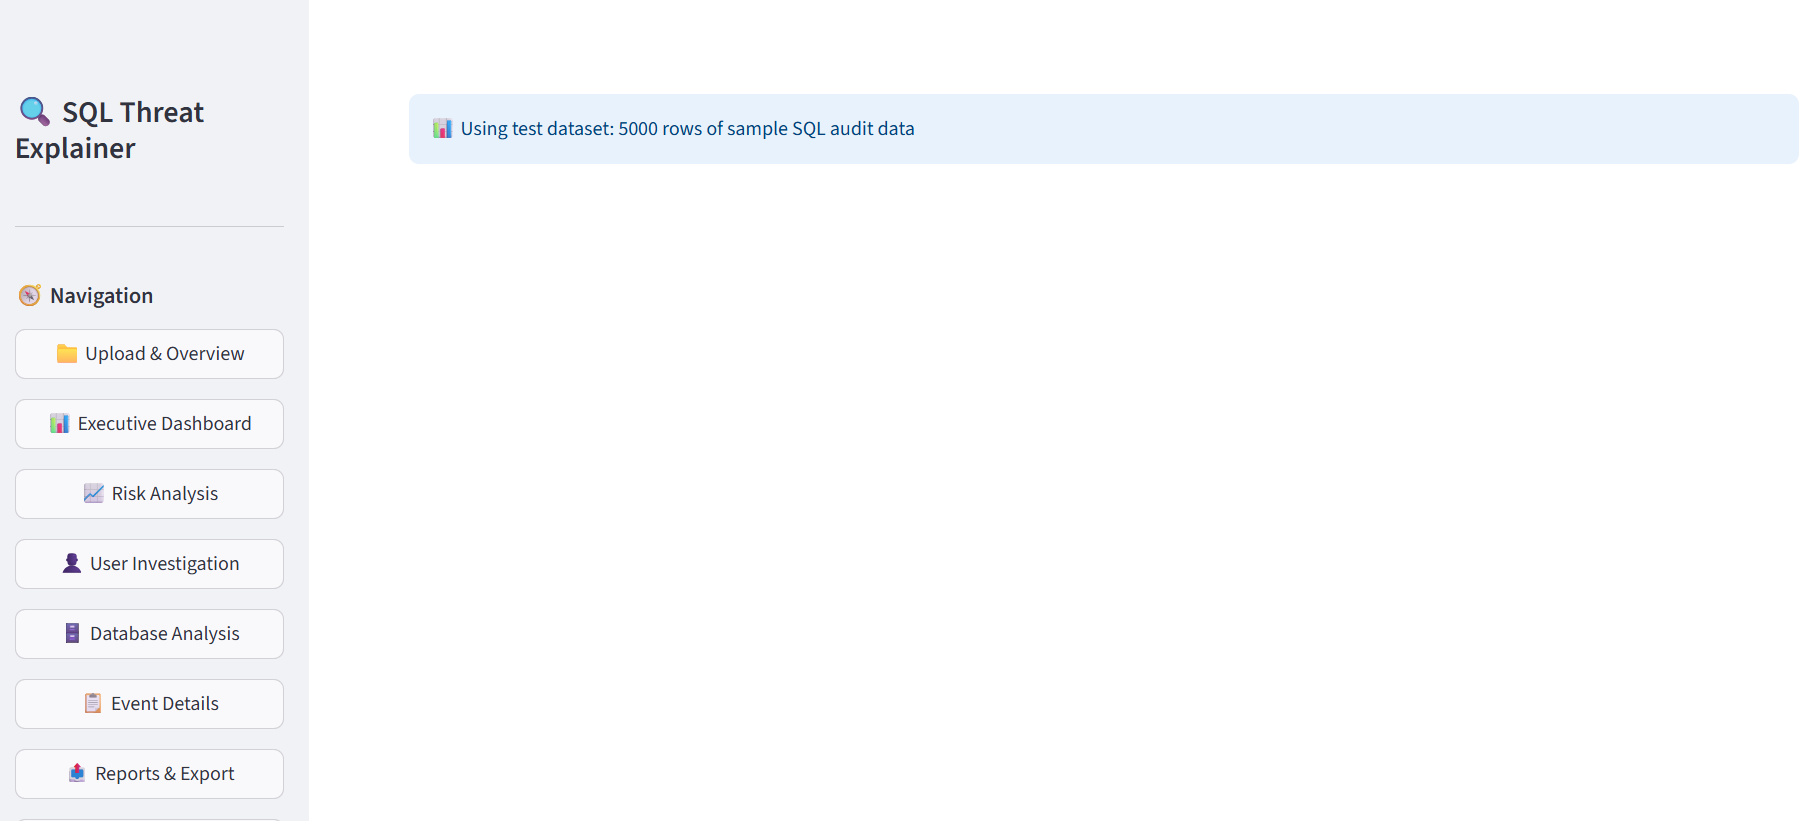 SQL Threat
Explainer
Navigation
Upload & Overview
Executive Dashboard
Risk Analysis
User Investigation
Database Analysis
Event Details
Reports & Export
Using test dataset: 5000 rows of sample SQL audit data